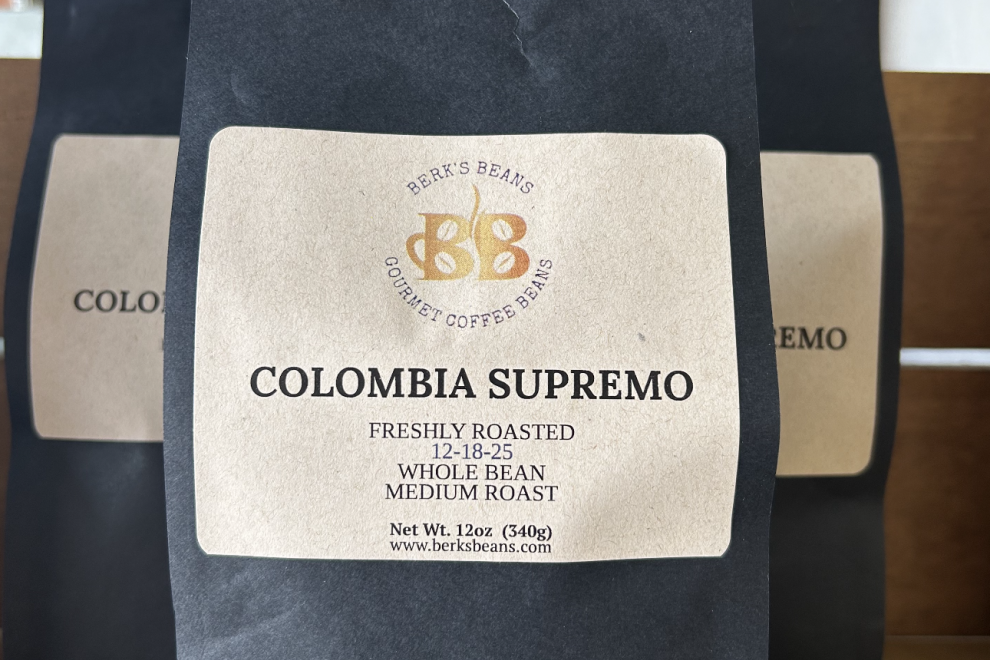 BERK'S BEANS
BB
GOURMET COFFEE BEANS
COLOMBIA SUPREMO
FRESHLY ROASTED
12-18-25
WHOLE BEAN
MEDIUM ROAST
Net Wt. 12oz (340g)
www.berksbeans.com
COLO
REMO